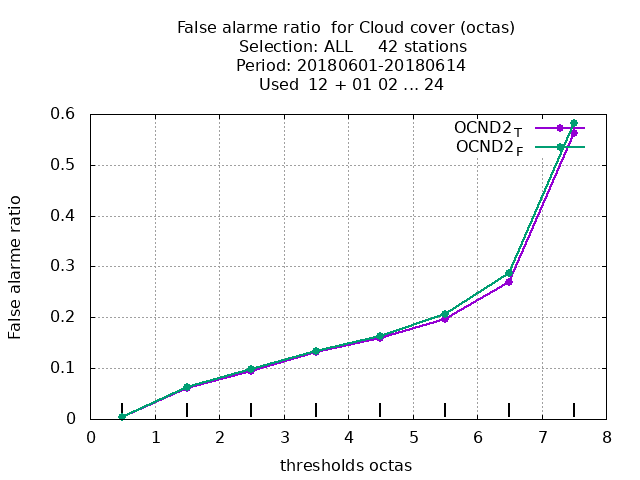 False alarme ratio  for Cloud cover (octas)
Selection: ALL     42 stations
Period: 20180601-20180614
Used  12 + 01 02 ... 24
0.6
OCND2T
OCND2F
0.5
0.4
0.3
0.2
0.1
0
False alarme ratio
0 1 2 3 4 5 6 7 8
thresholds octas